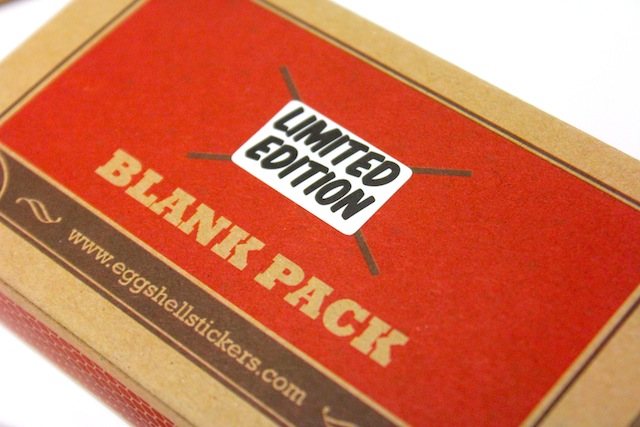 LIMITED
EDITION
BLANK PACK
www.eggshellstickers.com